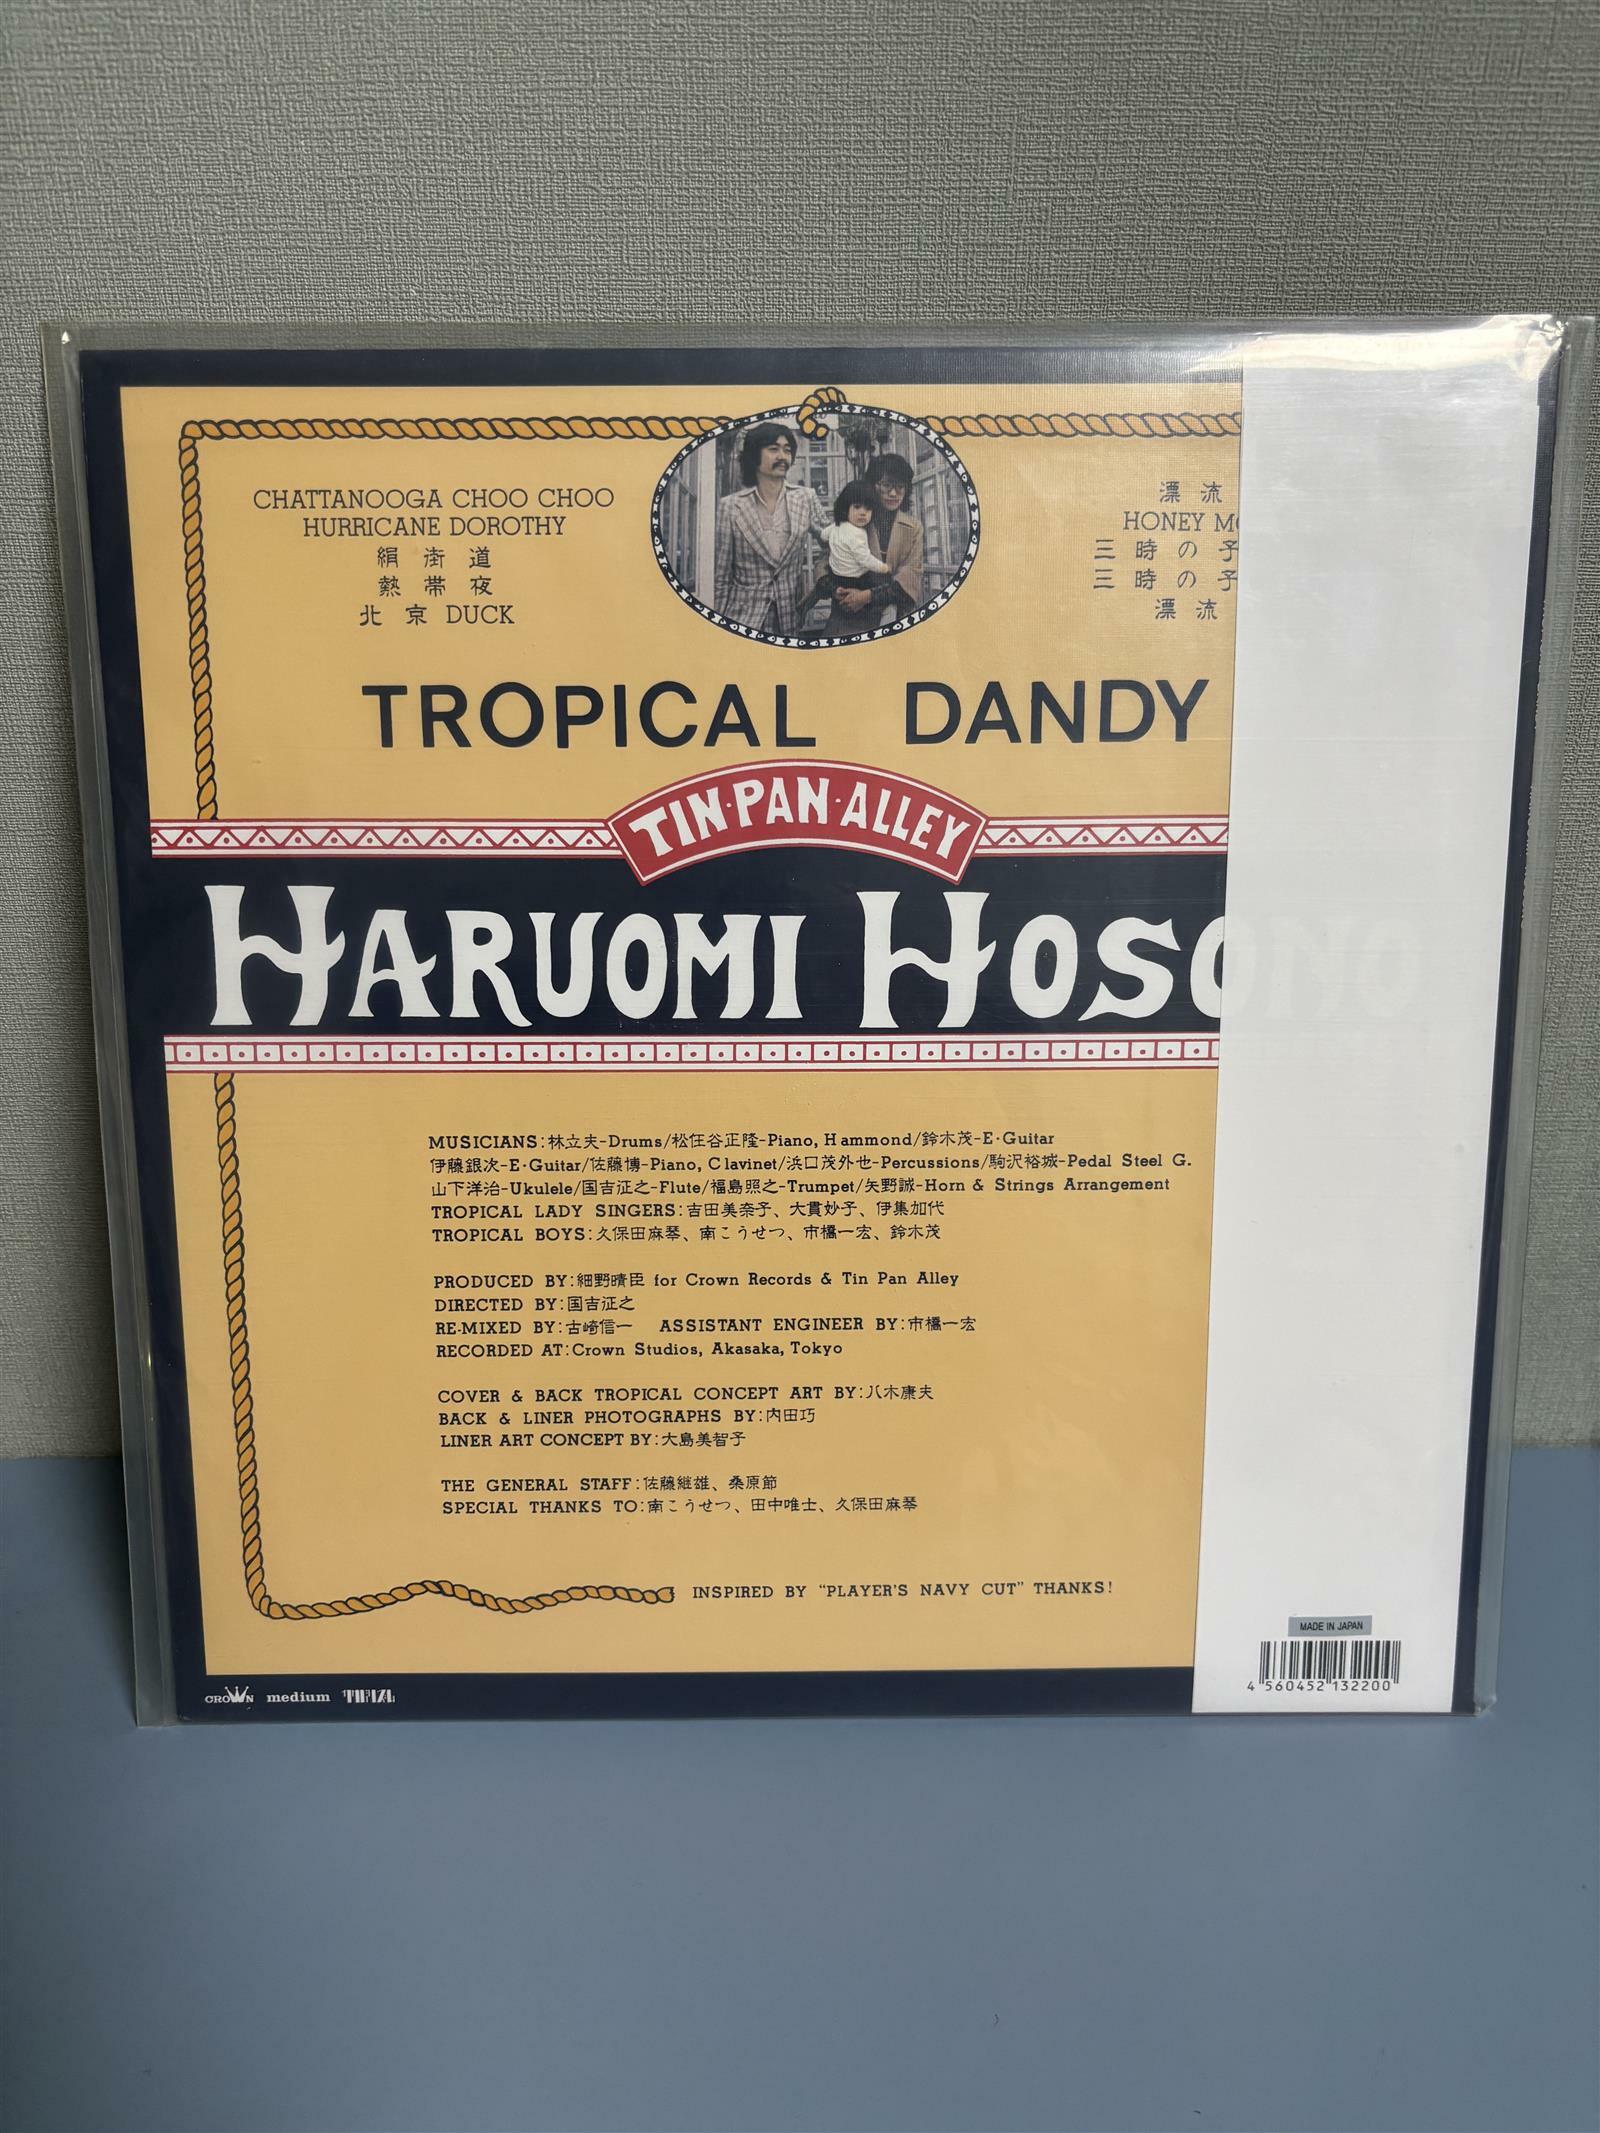 CHATTANOOGA CHOO CHOO
HURRICANE DOROTHY
絹街道
熱帯夜
北京 DUCK
漂流
HONEY M
三時の子
三時の子
漂流
TROPICAL DANDY
TIN·PAN·ALLEY
HARUOMI HOSONO
MUSICIANS:林立夫-Drums/松任谷正隆-Piano, Hammond/鈴木茂-E·Guitar
伊藤銀次-E·Guitar/佐藤博-Piano, Clavinet/浜口茂外也-Percussions/駒沢裕城-Pedal Steel G.
山下洋治-Ukulele/国吉征之-Flute/福島照之-Trumpet/矢野誠-Horn & Strings Arrangement
TROPICAL LADY SINGERS:吉田美奈子、大貫妙子、伊集加代
TROPICAL BOYS:久保田麻琴、南こうせつ、市橋一宏、鈴木茂
PRODUCED BY:細野晴臣 for Crown Records & Tin Pan Alley
DIRECTED BY:国吉征之
RE-MIXED BY:古崎信一 ASSISTANT ENGINEER BY:市橋一宏
RECORDED AT:Crown Studios, Akasaka, Tokyo
COVER & BACK TROPICAL CONCEPT ART BY:八木康夫
BACK & LINER PHOTOGRAPHS BY:内田巧
LINER ART CONCEPT BY:大島美智子
THE GENERAL STAFF:佐藤継雄、桑原節
SPECIAL THANKS TO:南こうせつ、田中唯士、久保田麻琴
INSPIRED BY "PLAYER'S NAVY CUT" THANKS!
MADE IN JAPAN
4 560452 132200
CROWN medium